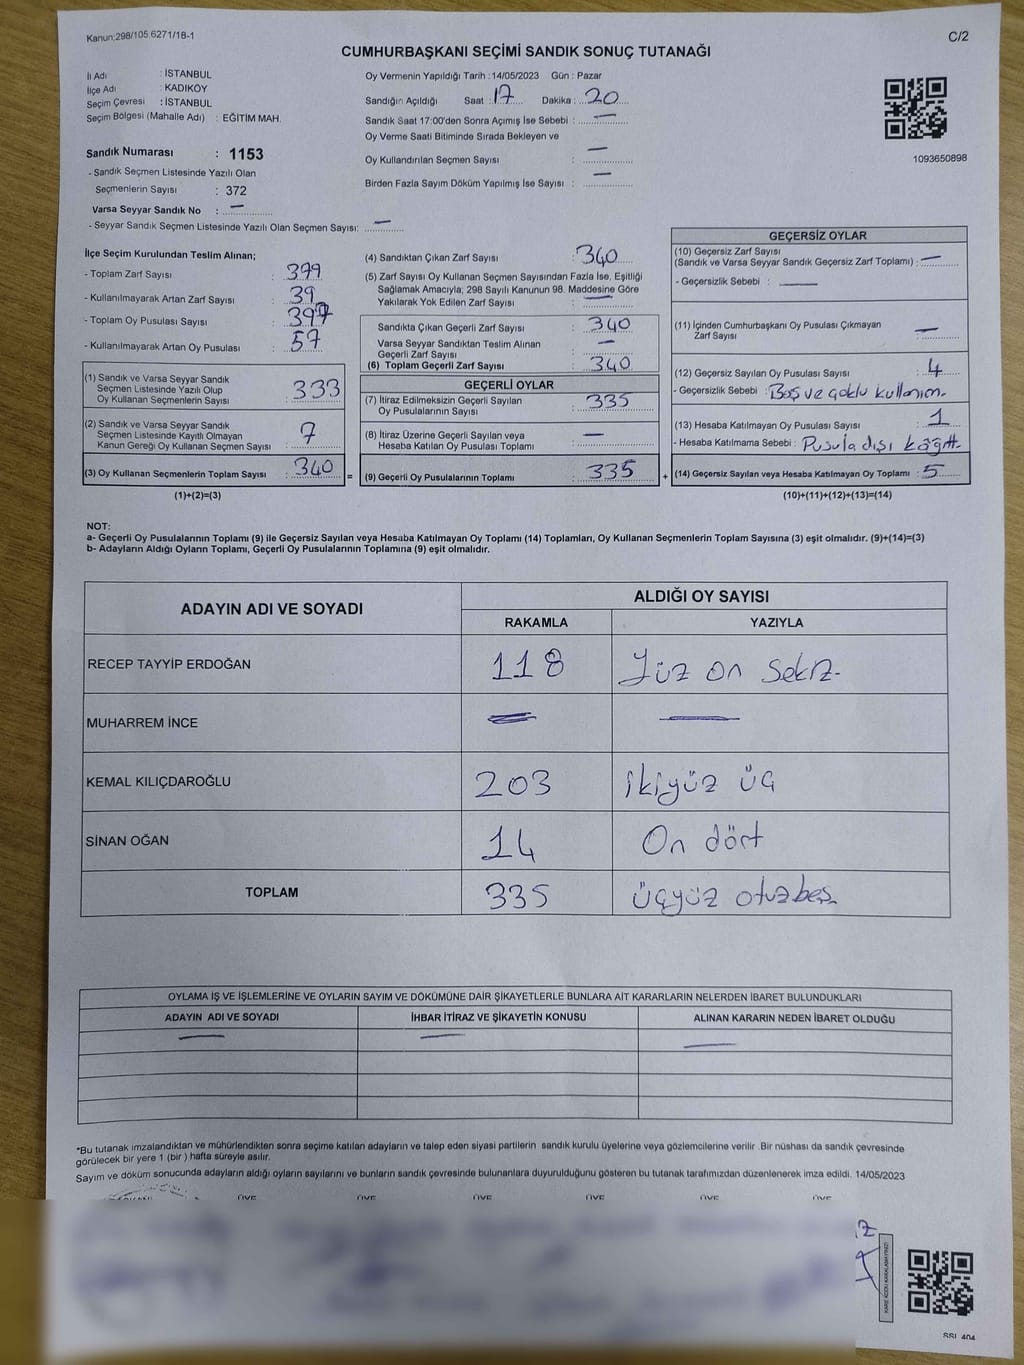 Kanun:298/105.6271/18-1
C/2
CUMHURBAŞKANI SEÇİMİ SANDIK SONUÇ TUTANAĞI
İl Adı : İSTANBUL
İlçe Adı : KADIKÖY
Seçim Çevresi : İSTANBUL
Seçim Bölgesi (Mahalle Adı) : EĞİTİM MAH.
Sandık Numarası : 1153
- Sandık Seçmen Listesinde Yazılı Olan
Seçmenlerin Sayısı : 372
Varsa Seyyar Sandık No : —
- Seyyar Sandık Seçmen Listesinde Yazılı Olan Seçmen Sayısı: —
Oy Vermenin Yapıldığı Tarih : 14/05/2023 Gün : Pazar
Sandığın Açıldığı Saat : 17 Dakika : 20
Sandık Saat 17:00'den Sonra Açımış İse Sebebi : —
Oy Verme Saati Bitiminde Sırada Bekleyen ve
Oy Kullandırılan Seçmen Sayısı : —
Birden Fazla Sayım Döküm Yapılmış İse Sayısı : —
1093650898
İlçe Seçim Kurulundan Teslim Alınan;
- Toplam Zarf Sayısı : 379
- Kullanılmayarak Artan Zarf Sayısı : 39
- Toplam Oy Pusulası Sayısı : 397
- Kullanılmayarak Artan Oy Pusulası : 57
(1) Sandık ve Varsa Seyyar Sandık
Seçmen Listesinde Yazılı Olup
Oy Kullanan Seçmenlerin Sayısı : 333
(2) Sandık ve Varsa Seyyar Sandık
Seçmen Listesinde Kayıtlı Olmayan
Kanun Gereği Oy Kullanan Seçmen Sayısı : 7
(3) Oy Kullanan Seçmenlerin Toplam Sayısı : 340
(1)+(2)=(3)
(4) Sandıktan Çıkan Zarf Sayısı : 340
(5) Zarf Sayısı Oy Kullanan Seçmen Sayısından Fazla İse, Eşitliği
Sağlamak Amacıyla; 298 Sayılı Kanunun 98. Maddesine Göre
Yakılarak Yok Edilen Zarf Sayısı : —
Sandıkta Çıkan Geçerli Zarf Sayısı : 340
Varsa Seyyar Sandıktan Teslim Alınan
Geçerli Zarf Sayısı : —
(6) Toplam Geçerli Zarf Sayısı : 340
GEÇERLİ OYLAR
(7) İtiraz Edilmeksizin Geçerli Sayılan
Oy Pusulalarının Sayısı : 335
(8) İtiraz Üzerine Geçerli Sayılan veya
Hesaba Katılan Oy Pusulaları Toplamı : —
= (9) Geçerli Oy Pusulalarının Toplamı : 335 +
GEÇERSİZ OYLAR
(10) Geçersiz Zarf Sayısı
(Sandık ve Varsa Seyyar Sandık Geçersiz Zarf Toplamı) : —
- Geçersizlik Sebebi : —
(11) İçinden Cumhurbaşkanı Oy Pusulası Çıkmayan
Zarf Sayısı : —
(12) Geçersiz Sayılan Oy Pusulası Sayısı : 4
- Geçersizlik Sebebi : Boş ve çoklu kullanım.
(13) Hesaba Katılmayan Oy Pusulası Sayısı : 1
- Hesaba Katılmama Sebebi : Pusula dışı kâğıt.
(14) Geçersiz Sayılan veya Hesaba Katılmayan Oy Toplamı : 5
(10)+(11)+(12)+(13)=(14)
NOT:
a- Geçerli Oy Pusulalarının Toplamı (9) ile Geçersiz Sayılan veya Hesaba Katılmayan Oy Toplamı (14) Toplamları, Oy Kullanan Seçmenlerin Toplam Sayısına (3) eşit olmalıdır. (9)+(14)=(3)
b- Adayların Aldığı Oyların Toplamı, Geçerli Oy Pusulalarının Toplamına (9) eşit olmalıdır.
ADAYIN ADI VE SOYADI
ALDIĞI OY SAYISI
RAKAMLA YAZIYLA
RECEP TAYYİP ERDOĞAN 118 Yüz on sekiz.
MUHARREM İNCE — —
KEMAL KILIÇDAROĞLU 203 ikiyüz üç
SİNAN OĞAN 14 On dört
TOPLAM 335 üçyüz otuzbeş.
OYLAMA İŞ VE İŞLEMLERİNE VE OYLARIN SAYIM VE DÖKÜMÜNE DAİR ŞİKAYETLERLE BUNLARA AİT KARARLARIN NELERDEN İBARET BULUNDUKLARI
ADAYIN ADI VE SOYADI İHBAR İTİRAZ VE ŞİKAYETİN KONUSU ALINAN KARARIN NEDEN İBARET OLDUĞU
— — —
*Bu tutanak imzalandıktan ve mühürlendikten sonra seçime katılan adayların ve talep eden siyasi partilerin sandık kurulu üyelerine veya gözlemcilerine verilir .Bir nüshası da sandık çevresinde
görülecek bir yere 1 (bir ) hafta süreyle asılır.
Sayım ve döküm sonucunda adayların aldığı oyların sayılarını ve bunların sandık çevresinde bulunanlara duyurulduğunu gösteren bu tutanak tarafımızdan düzenlenerek imza edildi. 14/05/2023
ÜYE ÜYE ÜYE ÜYE ÜYE ÜYE
SSI_404